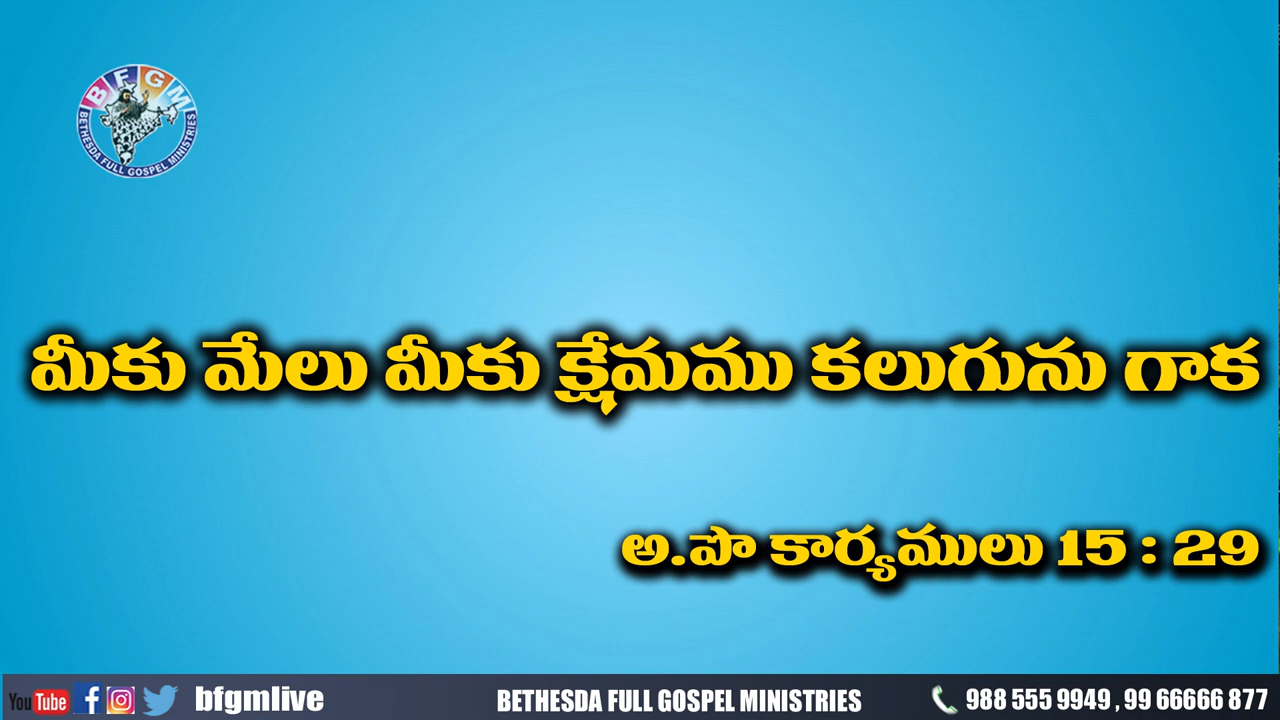 BFGM
BETHESDA FULL GOSPEL MINISTRIES
మీకు మేలు మీకు క్షేమము కలుగును గాక
అ.పొ కార్యములు 15 : 29
YouTube bfgmlive BETHESDA FULL GOSPEL MINISTRIES 988 555 9949 , 99 66666 877